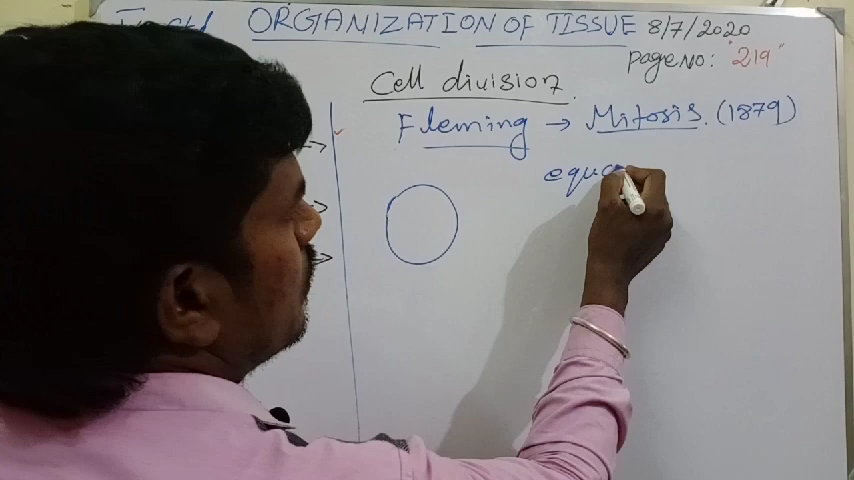 ORGANIZATION OF TISSUE 8/7/2020
Page No: "219"
Cell division
Fleming → Mitosis. (1879)
equa